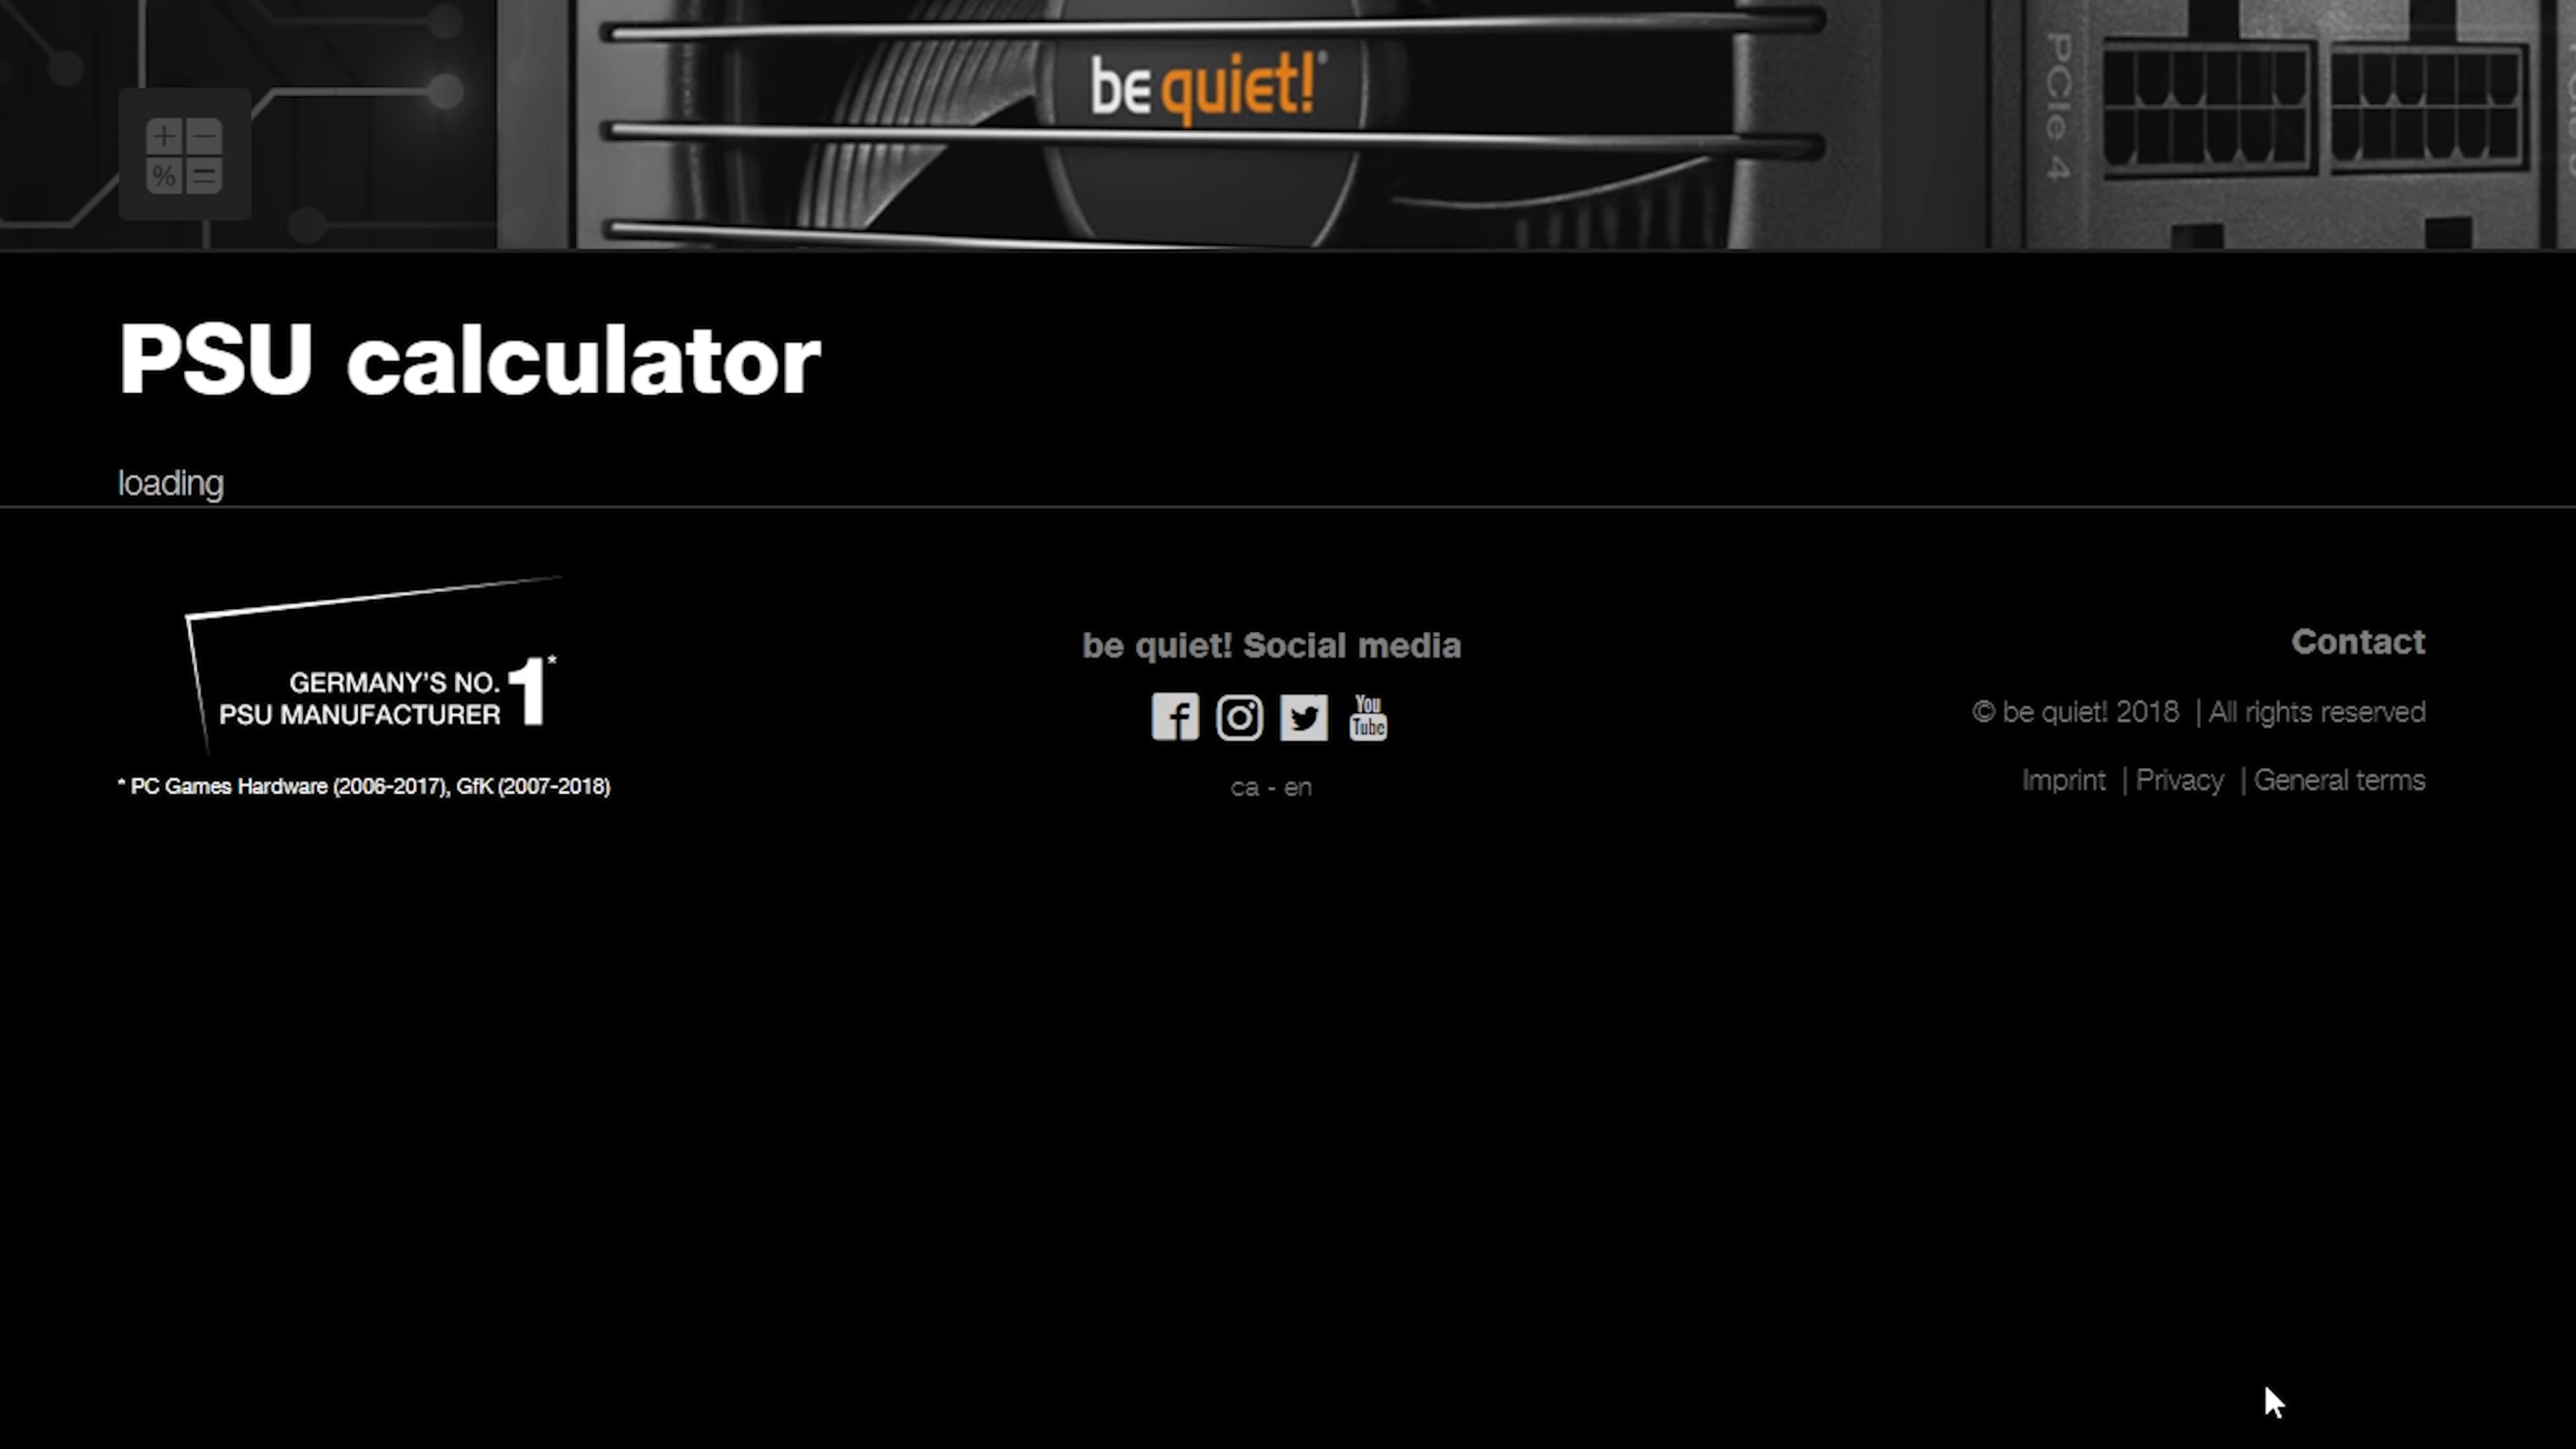 be quiet!®
PCIe 4
PSU calculator
loading
GERMANY'S NO. 1*
PSU MANUFACTURER
* PC Games Hardware (2006-2017), GfK (2007-2018)
be quiet! Social media
You
Tube
ca - en
Contact
© be quiet! 2018 | All rights reserved
Imprint | Privacy | General terms